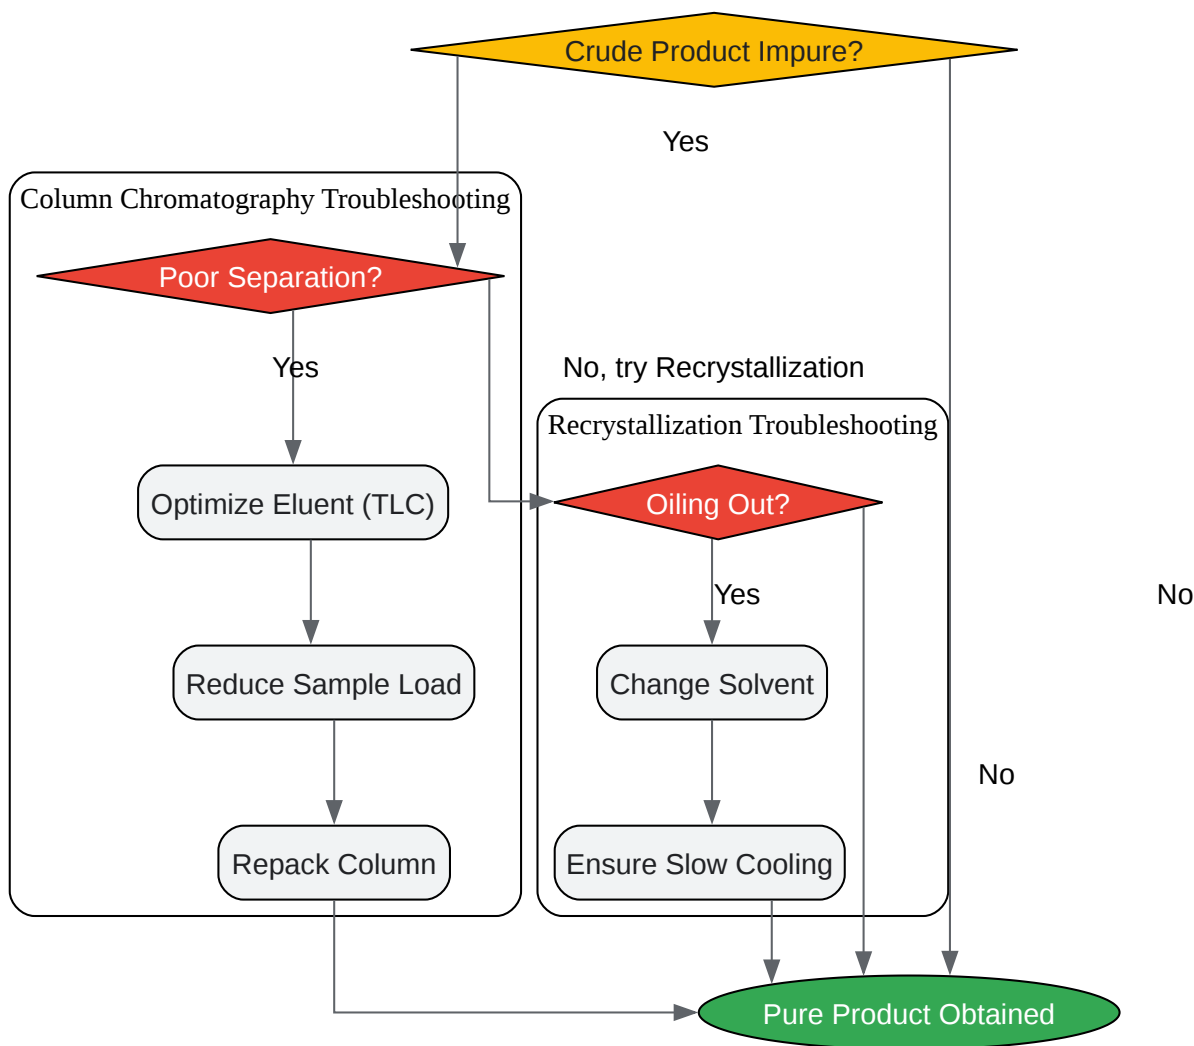 Crude Product Impure?
Yes
Column Chromatography Troubleshooting
Poor Separation?
Yes
No, try Recrystallization
Recrystallization Troubleshooting
Optimize Eluent (TLC)
Oiling Out?
Yes
No
Reduce Sample Load
Change Solvent
No
Repack Column
Ensure Slow Cooling
Pure Product Obtained